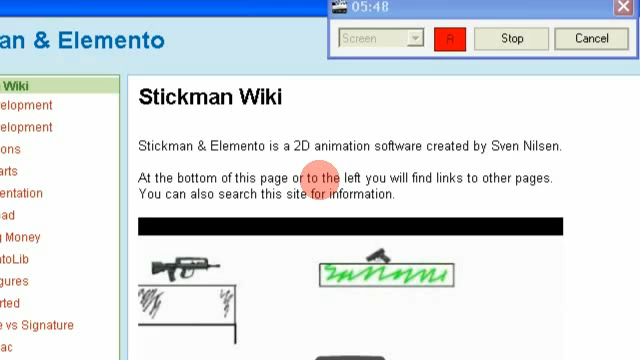 05:48
Screen
R
Stop
Cancel
an & Elemento
Wiki
elopment
elopment
ons
arts
entation
ad
g Money
ntoLib
gures
rted
e vs Signature
ac
Stickman Wiki
Stickman & Elemento is a 2D animation software created by Sven Nilsen.
At the bottom of this page or to the left you will find links to other pages.
You can also search this site for information.